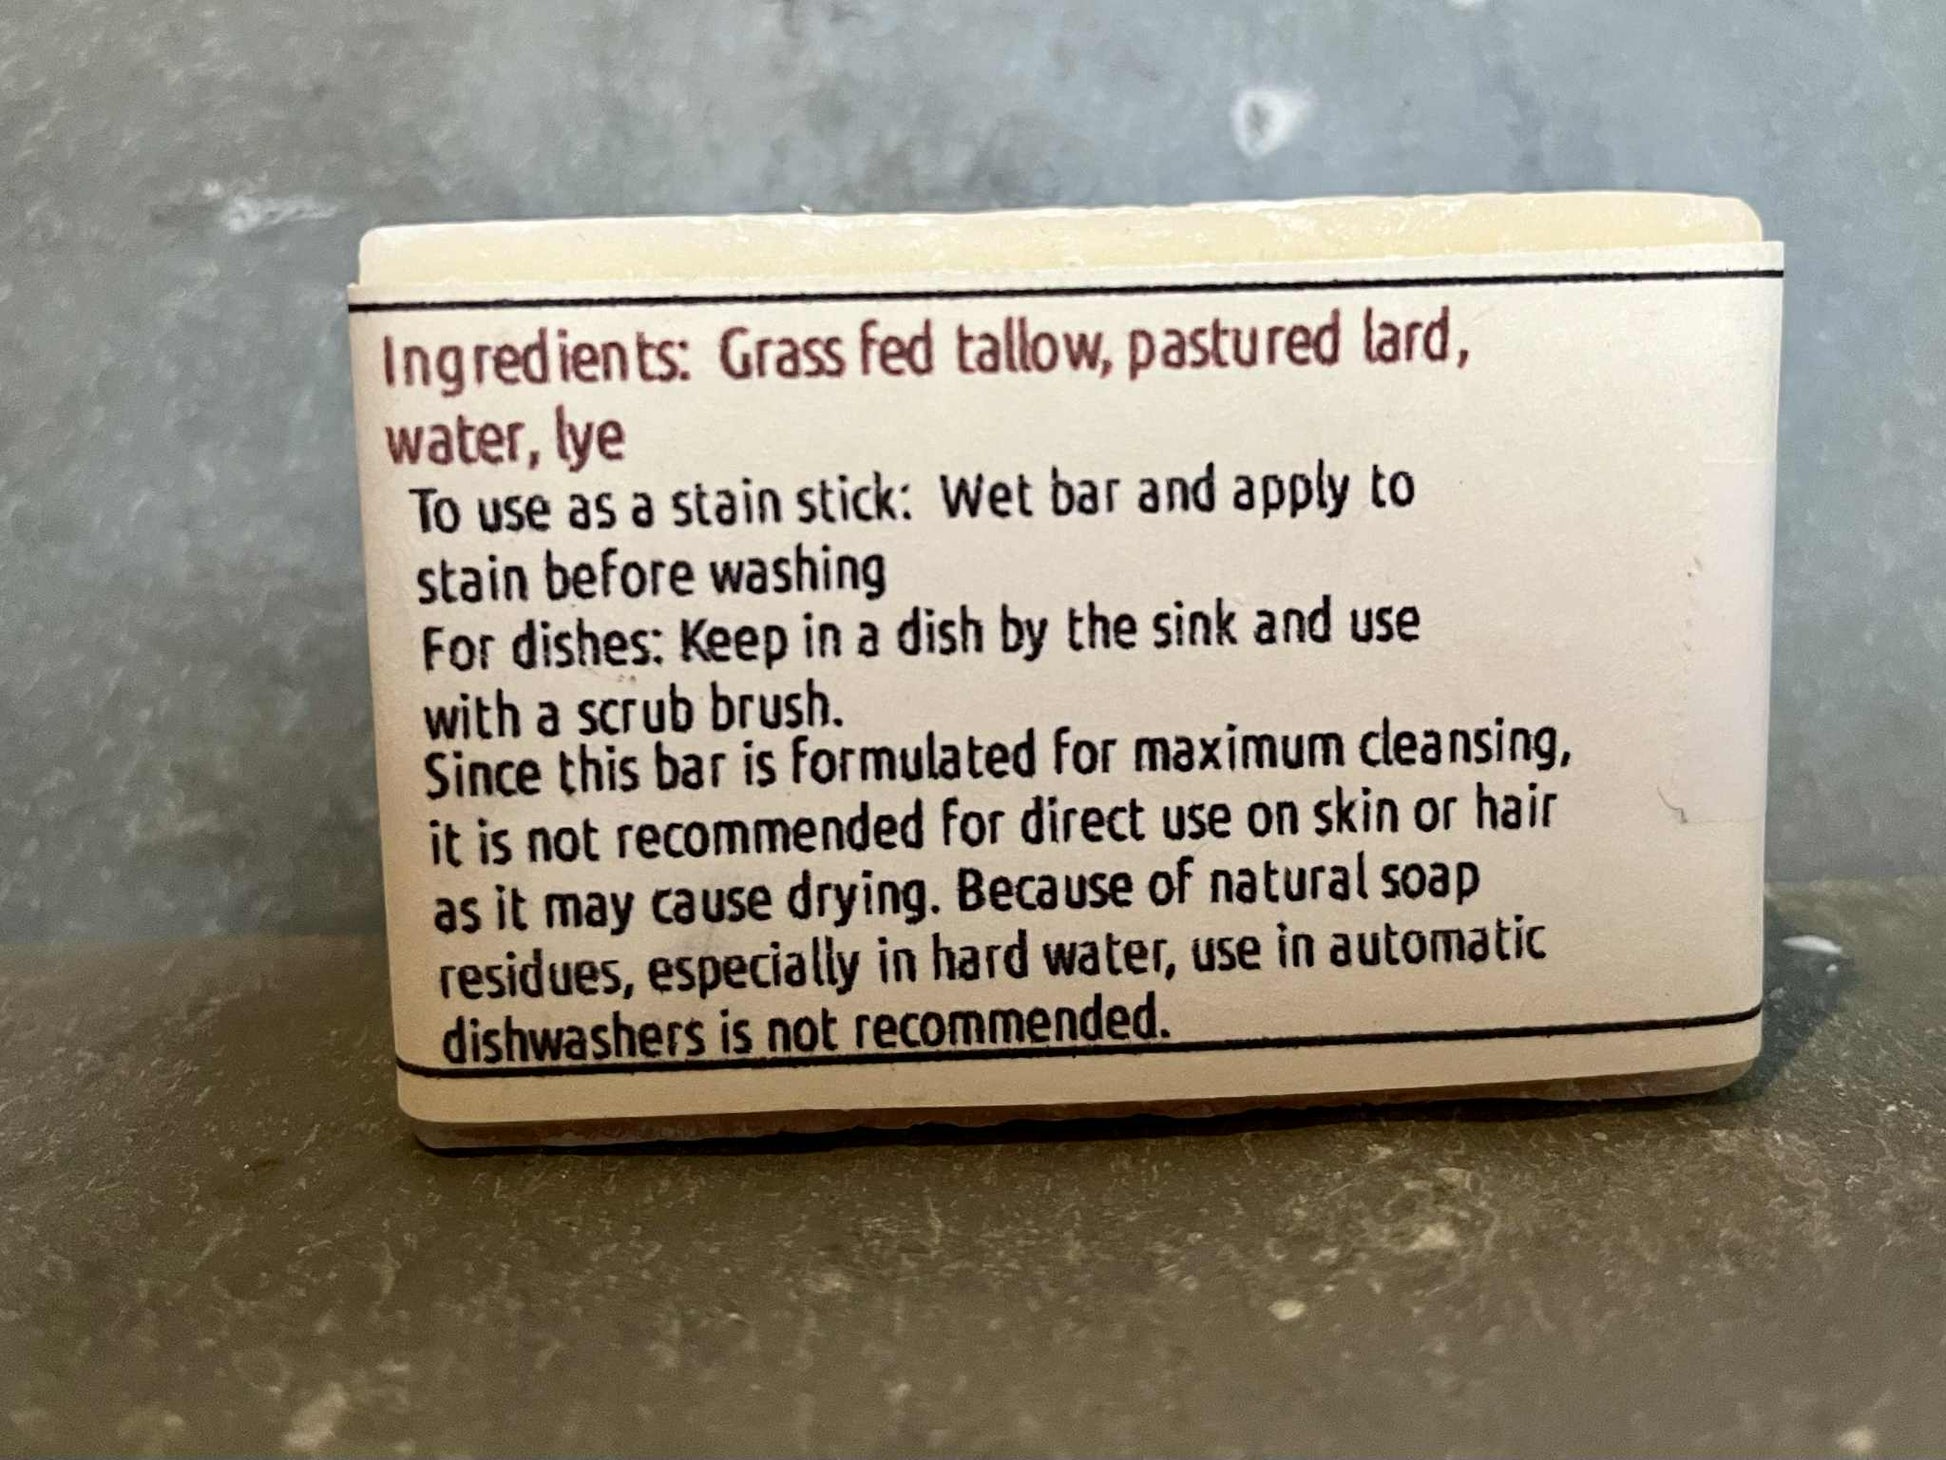 Ingredients: Grass fed tallow, pastured lard,
water, lye
To use as a stain stick: Wet bar and apply to
stain before washing
For dishes: Keep in a dish by the sink and use
with a scrub brush.
Since this bar is formulated for maximum cleansing,
it is not recommended for direct use on skin or hair
as it may cause drying. Because of natural soap
residues, especially in hard water, use in automatic
dishwashers is not recommended.